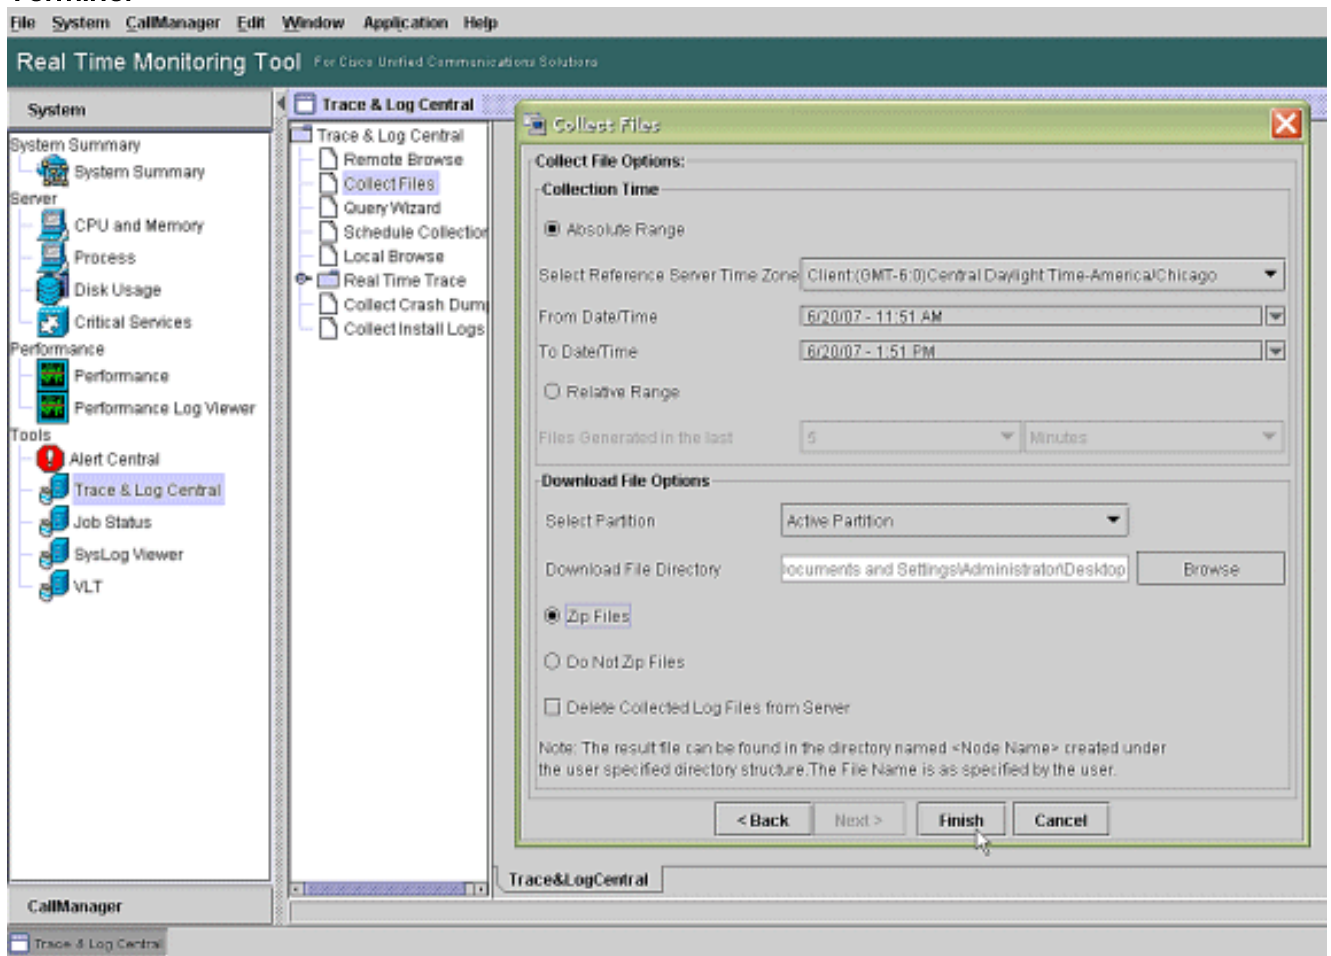 File System CallManager Edit Window Application Help
Real Time Monitoring Tool For Cisco Unified Communications Solutions
System
System Summary
System Summary
Server
CPU and Memory
Process
Disk Usage
Critical Services
Performance
Performance
Performance Log Viewer
Tools
Alert Central
Trace & Log Central
Job Status
SysLog Viewer
VLT
CallManager
Trace & Log Central
Trace & Log Central
Remote Browse
Collect Files
Query Wizard
Schedule Collection
Local Browse
Real Time Trace
Collect Crash Dump
Collect Install Logs
Collect Files
Collect File Options:
Collection Time
Absolute Range
Select Reference Server Time Zone Client:(GMT-6:0)Central Daylight Time-America/Chicago
From Date/Time 6/20/07 - 11:51 AM
To Date/Time 6/20/07 - 1:51 PM
Relative Range
Files Generated in the last 5 Minutes
Download File Options
Select Partition Active Partition
Download File Directory ocuments and Settings\Administrator\Desktop Browse
Zip Files
Do Not Zip Files
Delete Collected Log Files from Server
Note: The result file can be found in the directory named <Node Name> created under
the user specified directory structure.The File Name is as specified by the user.
< Back Next > Finish Cancel
Trace&LogCentral
Trace & Log Central